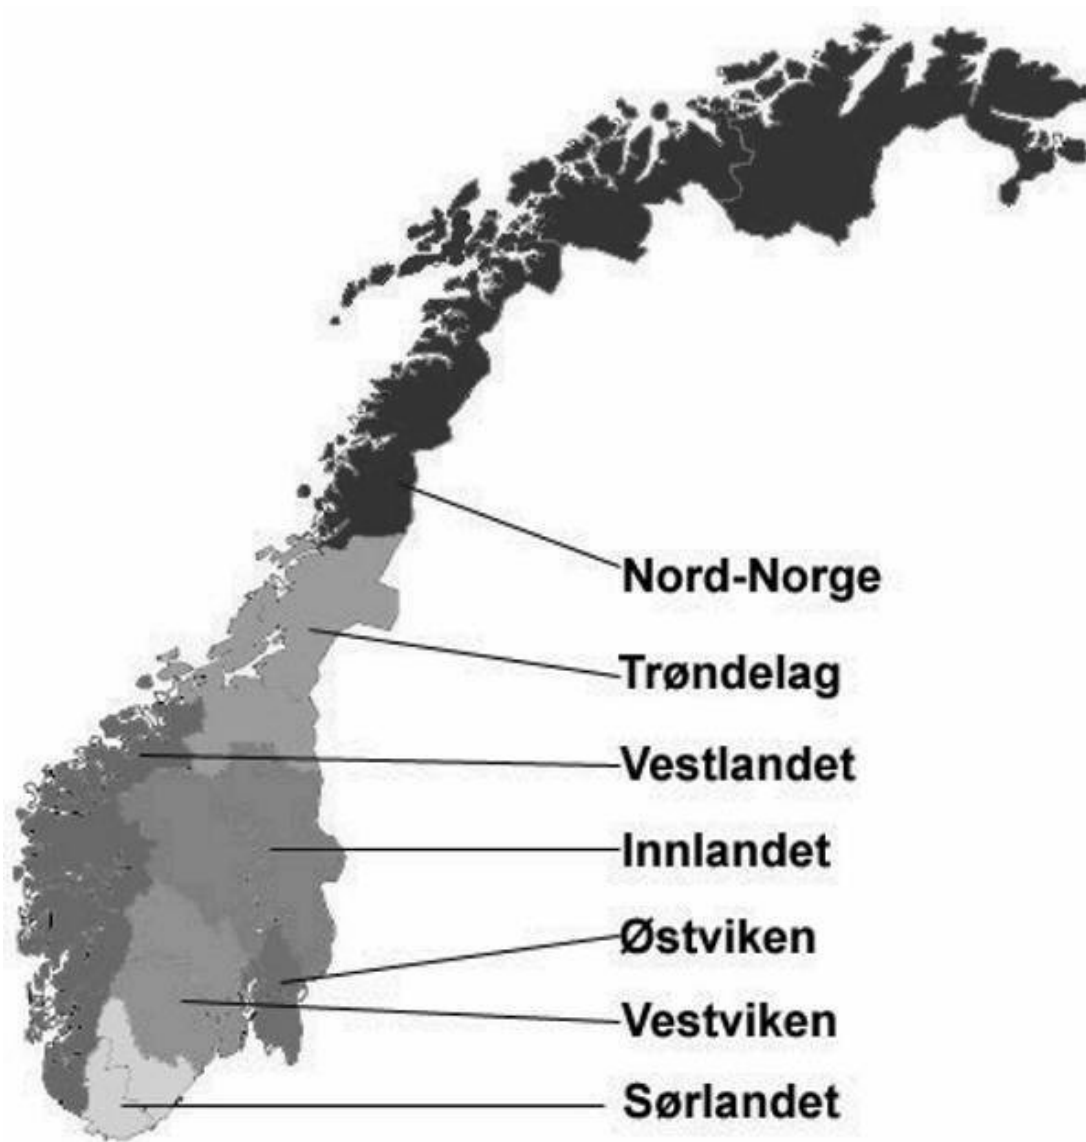 Nord-Norge
Trøndelag
Vestlandet
Innlandet
Østviken
Vestviken
Sørlandet